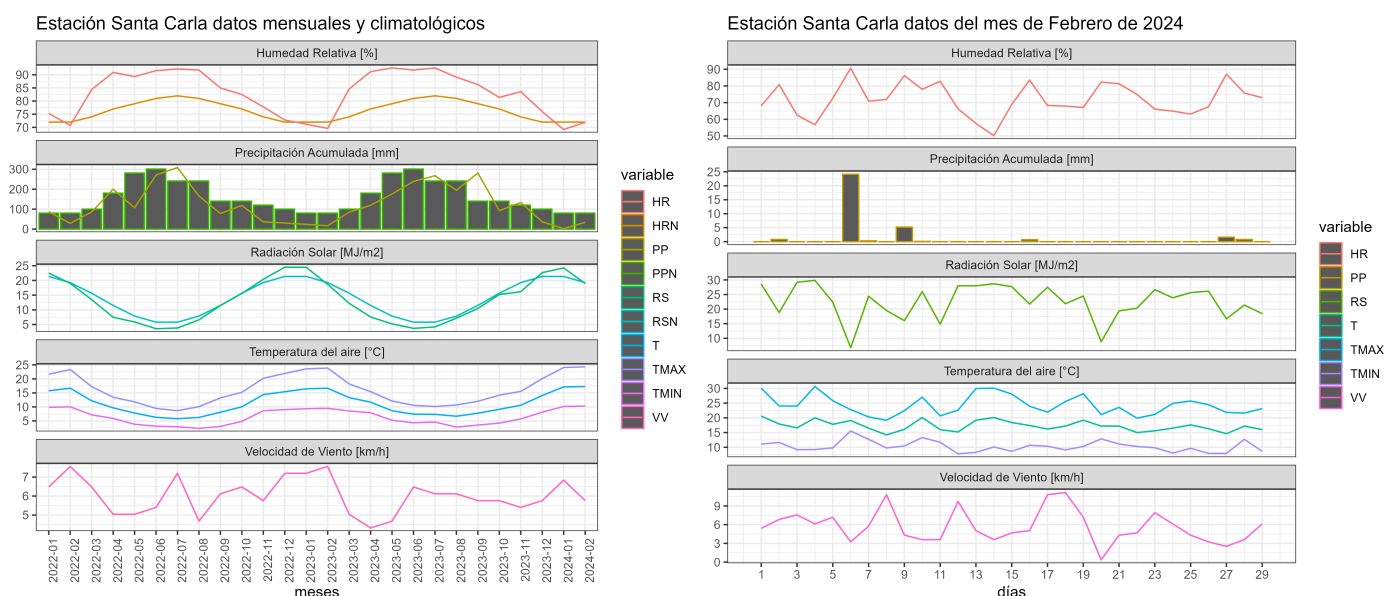 Estación Santa Carla datos mensuales y climatológicos
Humedad Relativa [%]
90
85
80
75
70
Precipitación Acumulada [mm]
300
200
100
0
Radiación Solar [MJ/m2]
25
20
15
10
5
Temperatura del aire [°C]
25
20
15
10
5
Velocidad de Viento [km/h]
7
6
5
2022-01
2022-02
2022-03
2022-04
2022-05
2022-06
2022-07
2022-08
2022-09
2022-10
2022-11
2022-12
2023-01
2023-02
2023-03
2023-04
2023-05
2023-06
2023-07
2023-08
2023-09
2023-10
2023-11
2023-12
2024-01
2024-02
meses
variable
HR
HRN
PP
PPN
RS
RSN
T
TMAX
TMIN
VV
Estación Santa Carla datos del mes de Febrero de 2024
Humedad Relativa [%]
90
80
70
60
50
Precipitación Acumulada [mm]
25
20
15
10
5
0
Radiación Solar [MJ/m2]
30
25
20
15
10
Temperatura del aire [°C]
30
25
20
15
10
Velocidad de Viento [km/h]
9
6
3
0
1 3 5 7 9 11 13 15 17 19 21 23 25 27 29
días
variable
HR
PP
RS
T
TMAX
TMIN
VV